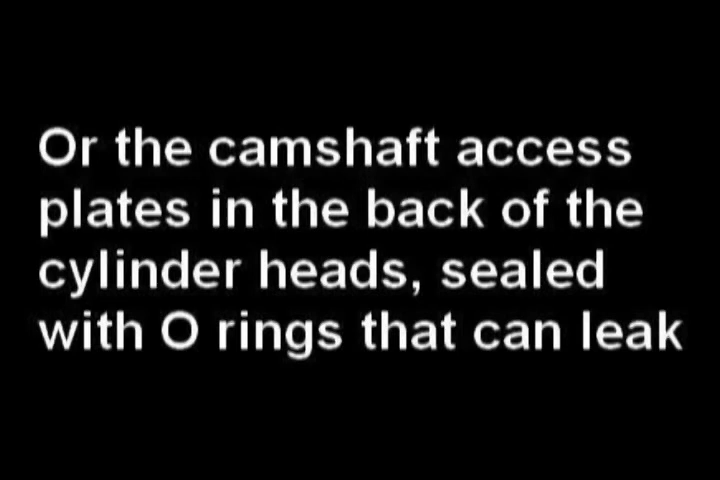 Or the camshaft access
plates in the back of the
cylinder heads, sealed
with O rings that can leak